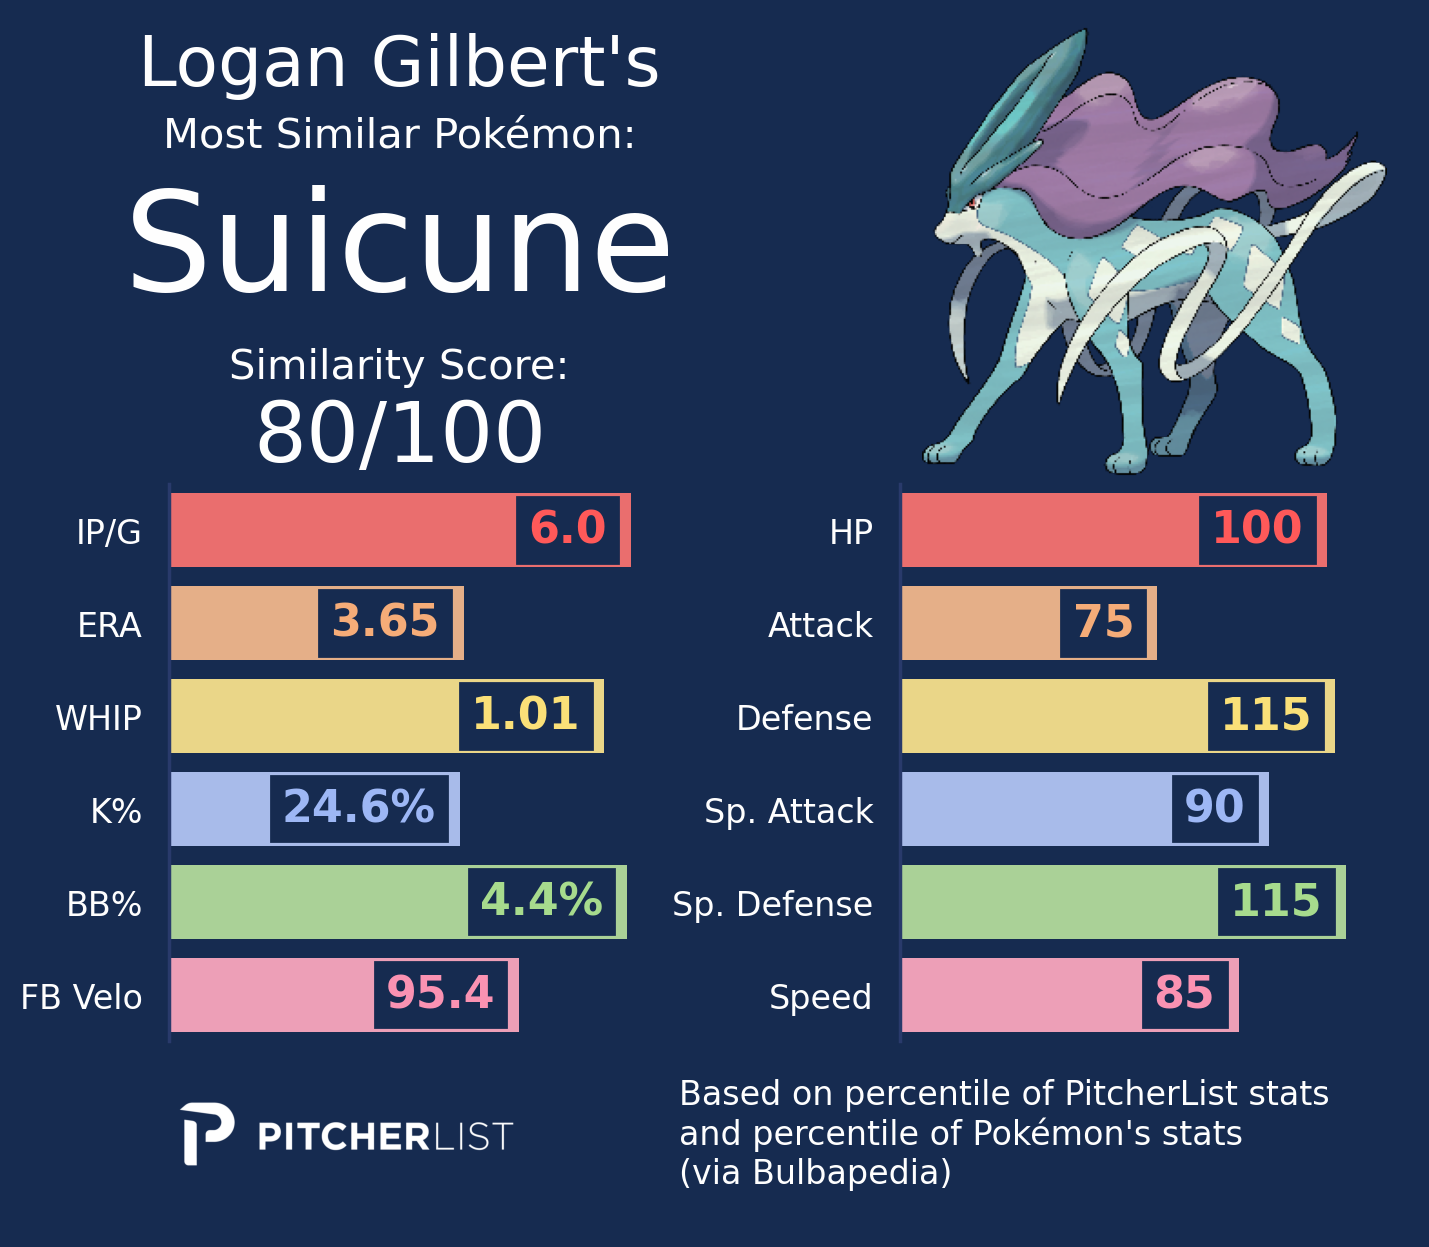 Logan Gilbert's
Most Similar Pokémon:
Suicune
Similarity Score:
80/100
IP/G 6.0
ERA 3.65
WHIP 1.01
K% 24.6%
BB% 4.4%
FB Velo 95.4
HP 100
Attack 75
Defense 115
Sp. Attack 90
Sp. Defense 115
Speed 85
PITCHERLIST
Based on percentile of PitcherList stats
and percentile of Pokémon's stats
(via Bulbapedia)